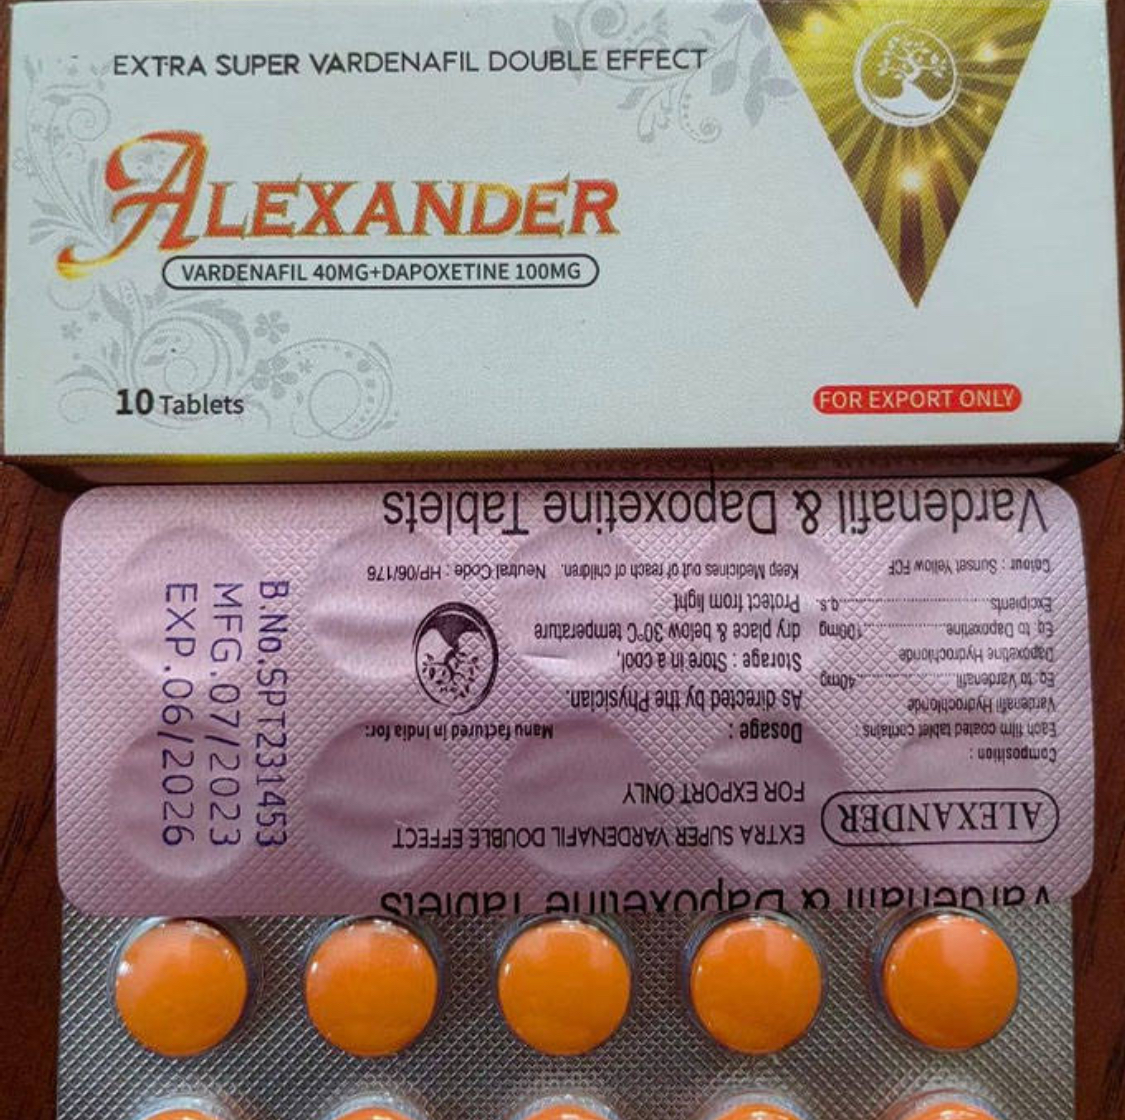 EXTRA SUPER VARDENAFIL DOUBLE EFFECT
ALEXANDER
VARDENAFIL 40MG+DAPOXETINE 100MG
10 Tablets
FOR EXPORT ONLY
Vardenafil & Dapoxetine Tablets
ALEXANDER
Composition :
Each film coated tablet contains :
Vardenafil Hydrochloride
Eq. to Vardenafil....................40mg
Dapoxetine Hydrochloride
Eq. to Dapoxetine..................100mg
Excipients..............................q.s.
Colour : Sunset Yellow FCF
EXTRA SUPER VARDENAFIL DOUBLE EFFECT
FOR EXPORT ONLY
Dosage :
As directed by the Physician.
Storage : Store in a cool,
dry place & below 30°C temperature
Protect from light
Keep Medicines out of reach of children.
Manu factured in India for:
Neutral Code : HP/06/176
Vardenafil & Dapoxetine Tablets
B.No.SPT231453
MFG.07/2023
EXP.06/2026